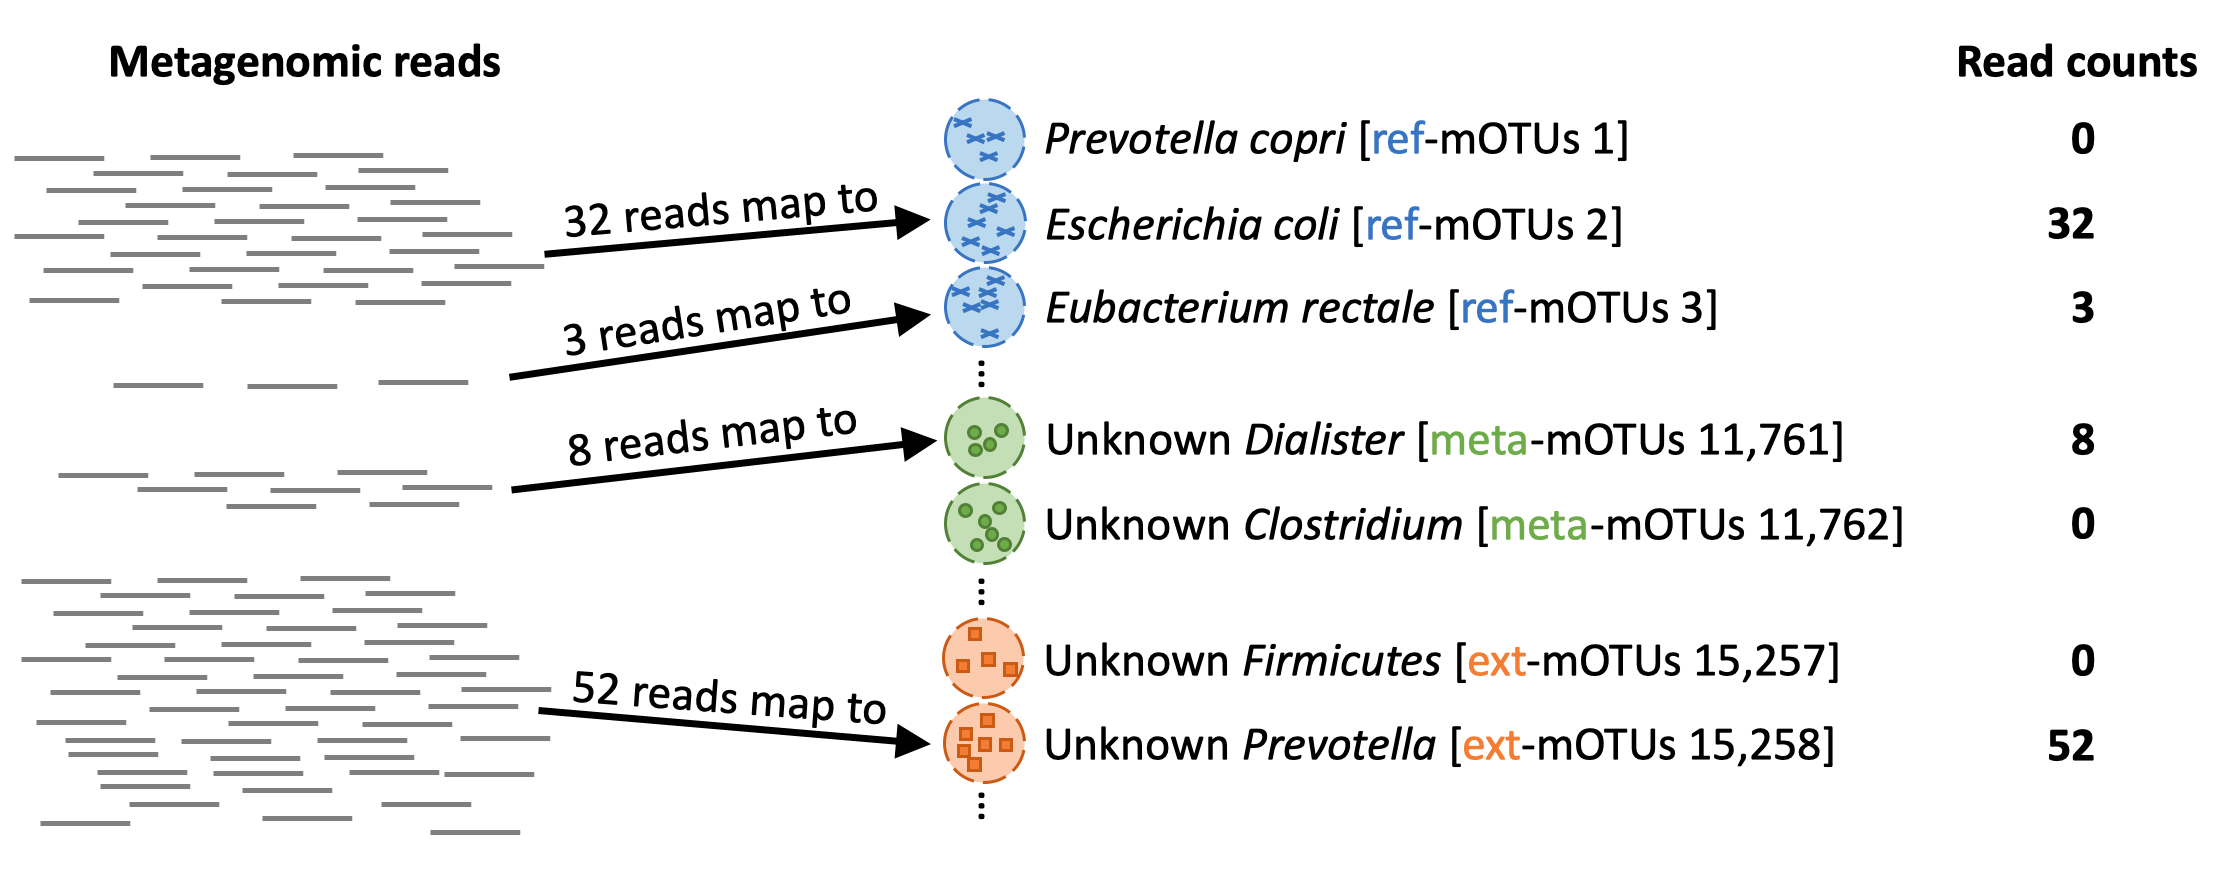 Metagenomic reads
Read counts
Prevotella copri [ref-mOTUs 1]
0
32 reads map to
Escherichia coli [ref-mOTUs 2]
32
3 reads map to
Eubacterium rectale [ref-mOTUs 3]
3
8 reads map to
Unknown Dialister [meta-mOTUs 11,761]
8
Unknown Clostridium [meta-mOTUs 11,762]
0
Unknown Firmicutes [ext-mOTUs 15,257]
0
52 reads map to
Unknown Prevotella [ext-mOTUs 15,258]
52